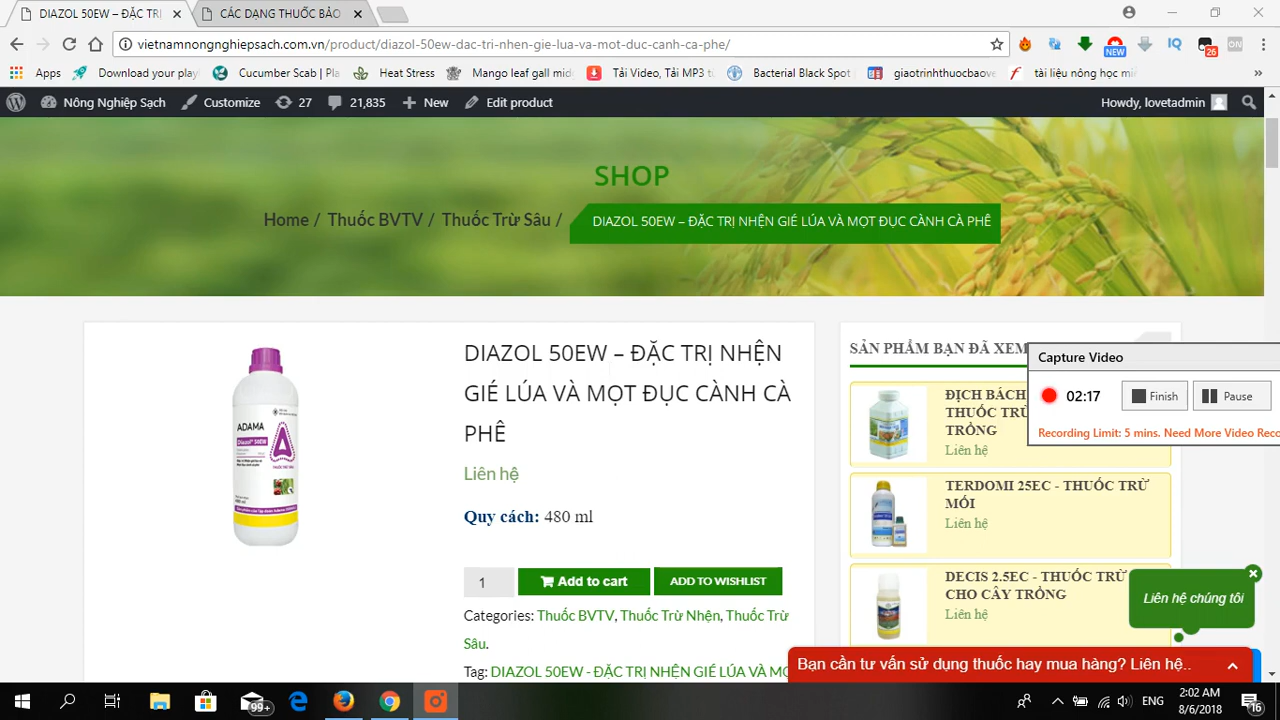 DIAZOL 50EW – ĐẶC TRỊ
CÁC DẠNG THUỐC BẢO
vietnamnongnghiepsach.com.vn/product/diazol-50ew-dac-tri-nhen-gie-lua-va-mot-duc-canh-ca-phe/
NEW
26
ON
Apps
Download your playl
Cucumber Scab, Pla
Heat Stress
Mango leaf gall mid
Tải Video, Tải MP3 t
Bacterial Black Spot
giaotrinhthuocbaove
tài liệu nông học mi
Nông Nghiệp Sạch
Customize
27
21,835
New
Edit product
Howdy, lovetadmin
SHOP
Home / Thuốc BVTV / Thuốc Trừ Sâu /
DIAZOL 50EW – ĐẶC TRỊ NHỆN GIÉ LÚA VÀ MỌT ĐỤC CÀNH CÀ PHÊ
DIAZOL 50EW – ĐẶC TRỊ NHỆN
GIÉ LÚA VÀ MỌT ĐỤC CÀNH CÀ
PHÊ
Liên hệ
Quy cách: 480 ml
1
Add to cart
ADD TO WISHLIST
Categories: Thuốc BVTV, Thuốc Trừ Nhện, Thuốc Trừ
Sâu.
Tag: DIAZOL 50EW - ĐẶC TRỊ NHỆN GIÉ LÚA VÀ MỌ
ADAMA
Diazol 50EW
THUỐC TRỪ SÂU
SẢN PHẨM BẠN ĐÃ XEM
ĐỊCH BÁCH
THUỐC TRỪ
TRỒNG
Liên hệ
TERDOMI 25EC - THUỐC TRỪ
MỐI
Liên hệ
DECIS 2.5EC - THUỐC TRỪ
CHO CÂY TRỒNG
Liên hệ
Capture Video
02:17
Finish
Pause
Recording Limit: 5 mins. Need More Video Reco
Liên hệ chúng tôi
Bạn cần tư vấn sử dụng thuốc hay mua hàng? Liên hệ..
99+
ENG
2:02 AM
8/6/2018
16